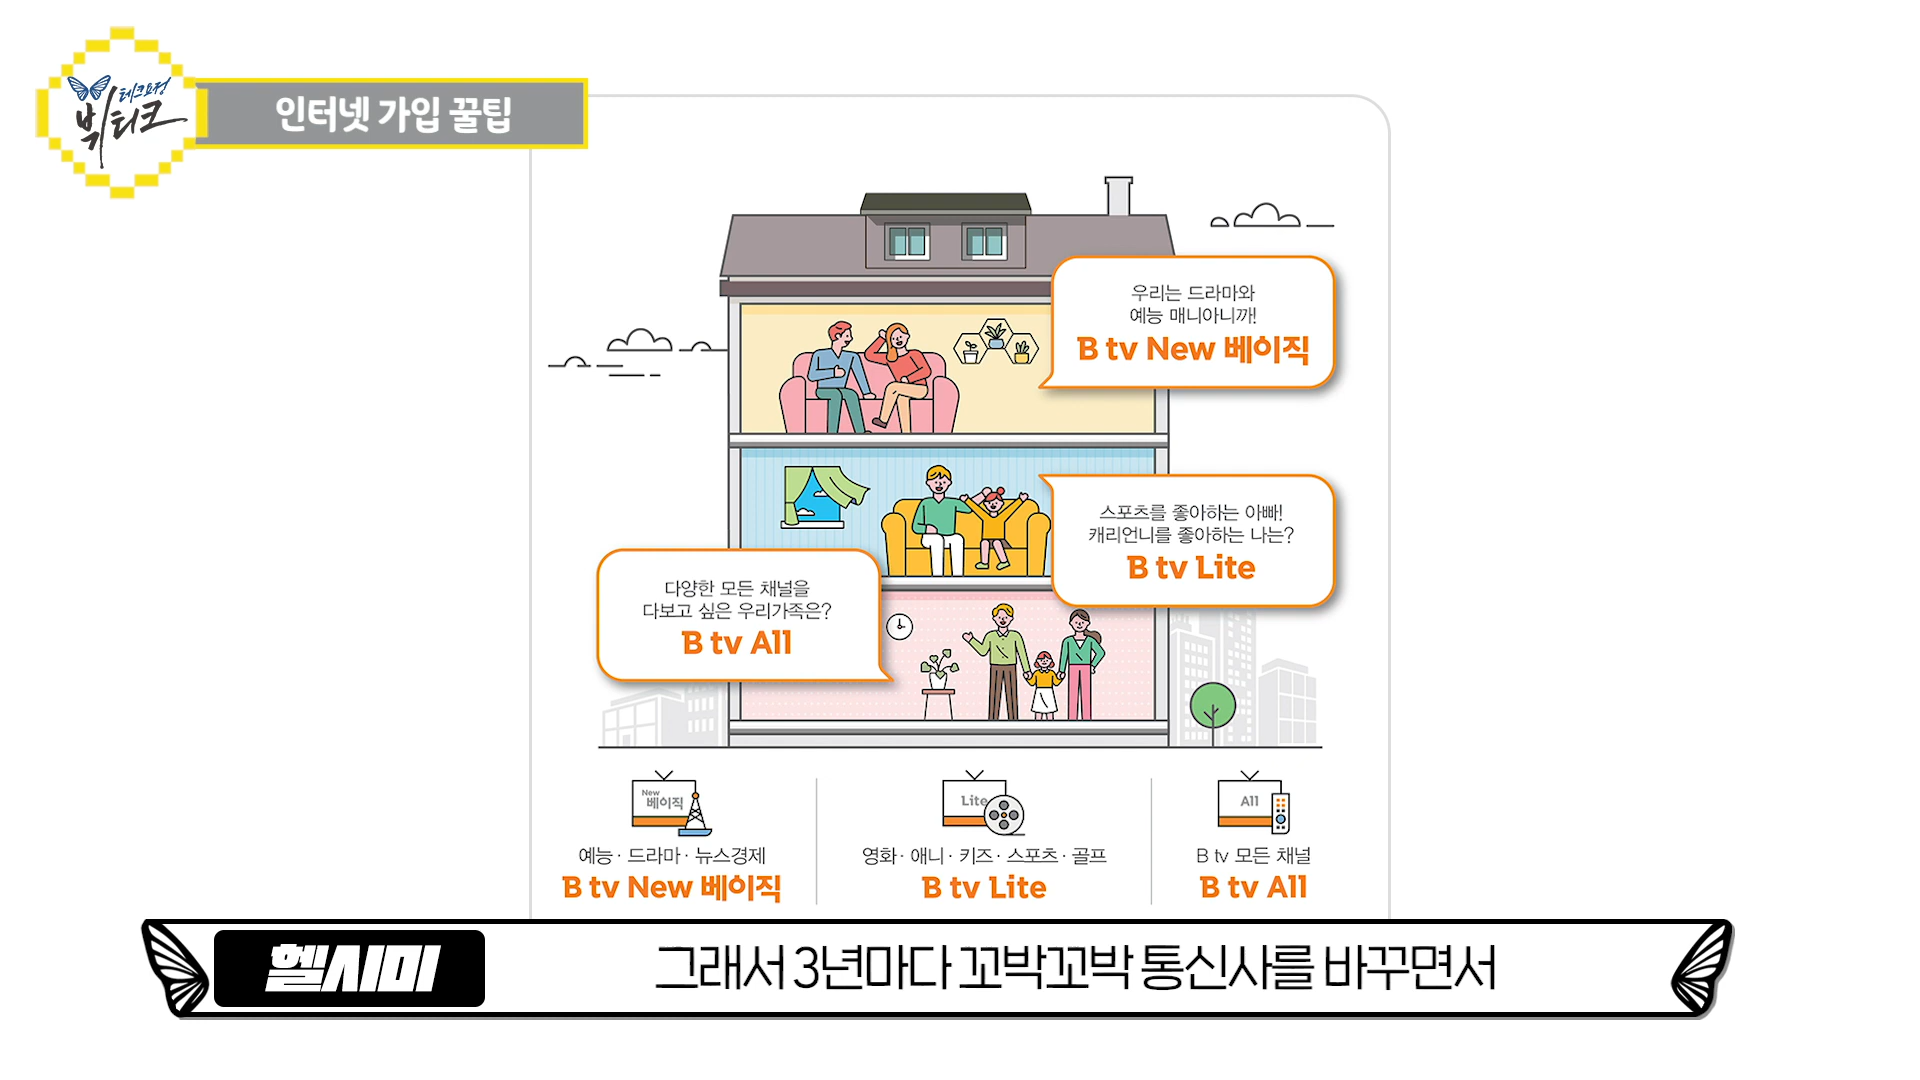 테크요정
빅테크
인터넷 가입 꿀팁
우리는 드라마와
예능 매니아니까!
B tv New 베이직
스포츠를 좋아하는 아빠!
캐리언니를 좋아하는 나는?
B tv Lite
다양한 모든 채널을
다보고 싶은 우리가족은?
B tv All
New
베이직
Lite
All
예능· 드라마· 뉴스경제
B tv New 베이직
영화· 애니· 키즈· 스포츠· 골프
B tv Lite
B tv 모든 채널
B tv All
헬시미
그래서 3년마다 꼬박꼬박 통신사를 바꾸면서